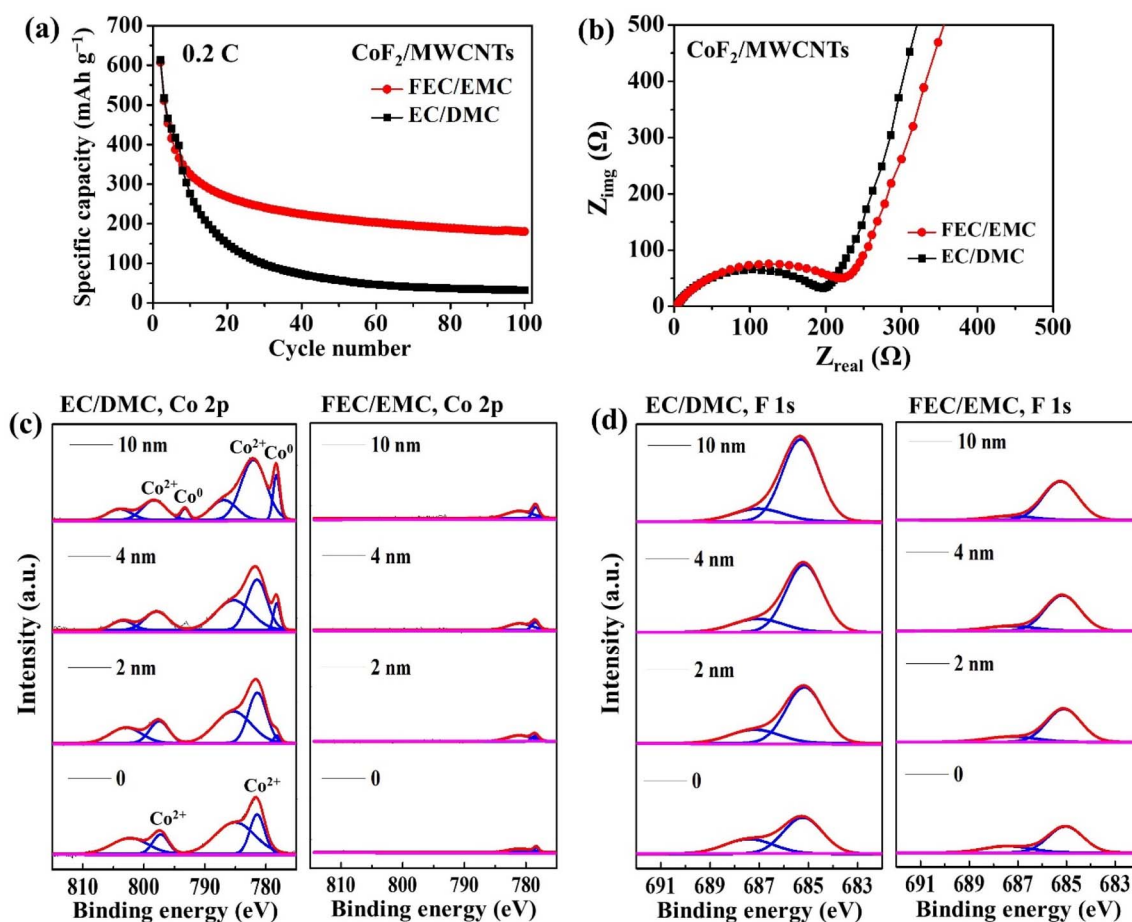 (a)
0.2 C
CoF₂/MWCNTs
FEC/EMC
EC/DMC
Specific capacity (mAh g⁻¹)
700
600
500
400
300
200
100
0
0 20 40 60 80 100
Cycle number
(b)
CoF₂/MWCNTs
FEC/EMC
EC/DMC
Z_img (Ω)
500
400
300
200
100
0
0 100 200 300 400 500
Z_real (Ω)
(c)
EC/DMC, Co 2p
10 nm
Co²⁺ Co⁰ Co²⁺ Co⁰
4 nm
2 nm
0
Co²⁺ Co²⁺
Intensity (a.u.)
810 800 790 780
Binding energy (eV)
FEC/EMC, Co 2p
10 nm
4 nm
2 nm
0
810 800 790 780
Binding energy (eV)
(d)
EC/DMC, F 1s
10 nm
4 nm
2 nm
0
Intensity (a.u.)
691 689 687 685 683
Binding energy (eV)
FEC/EMC, F 1s
10 nm
4 nm
2 nm
0
691 689 687 685 683
Binding energy (eV)